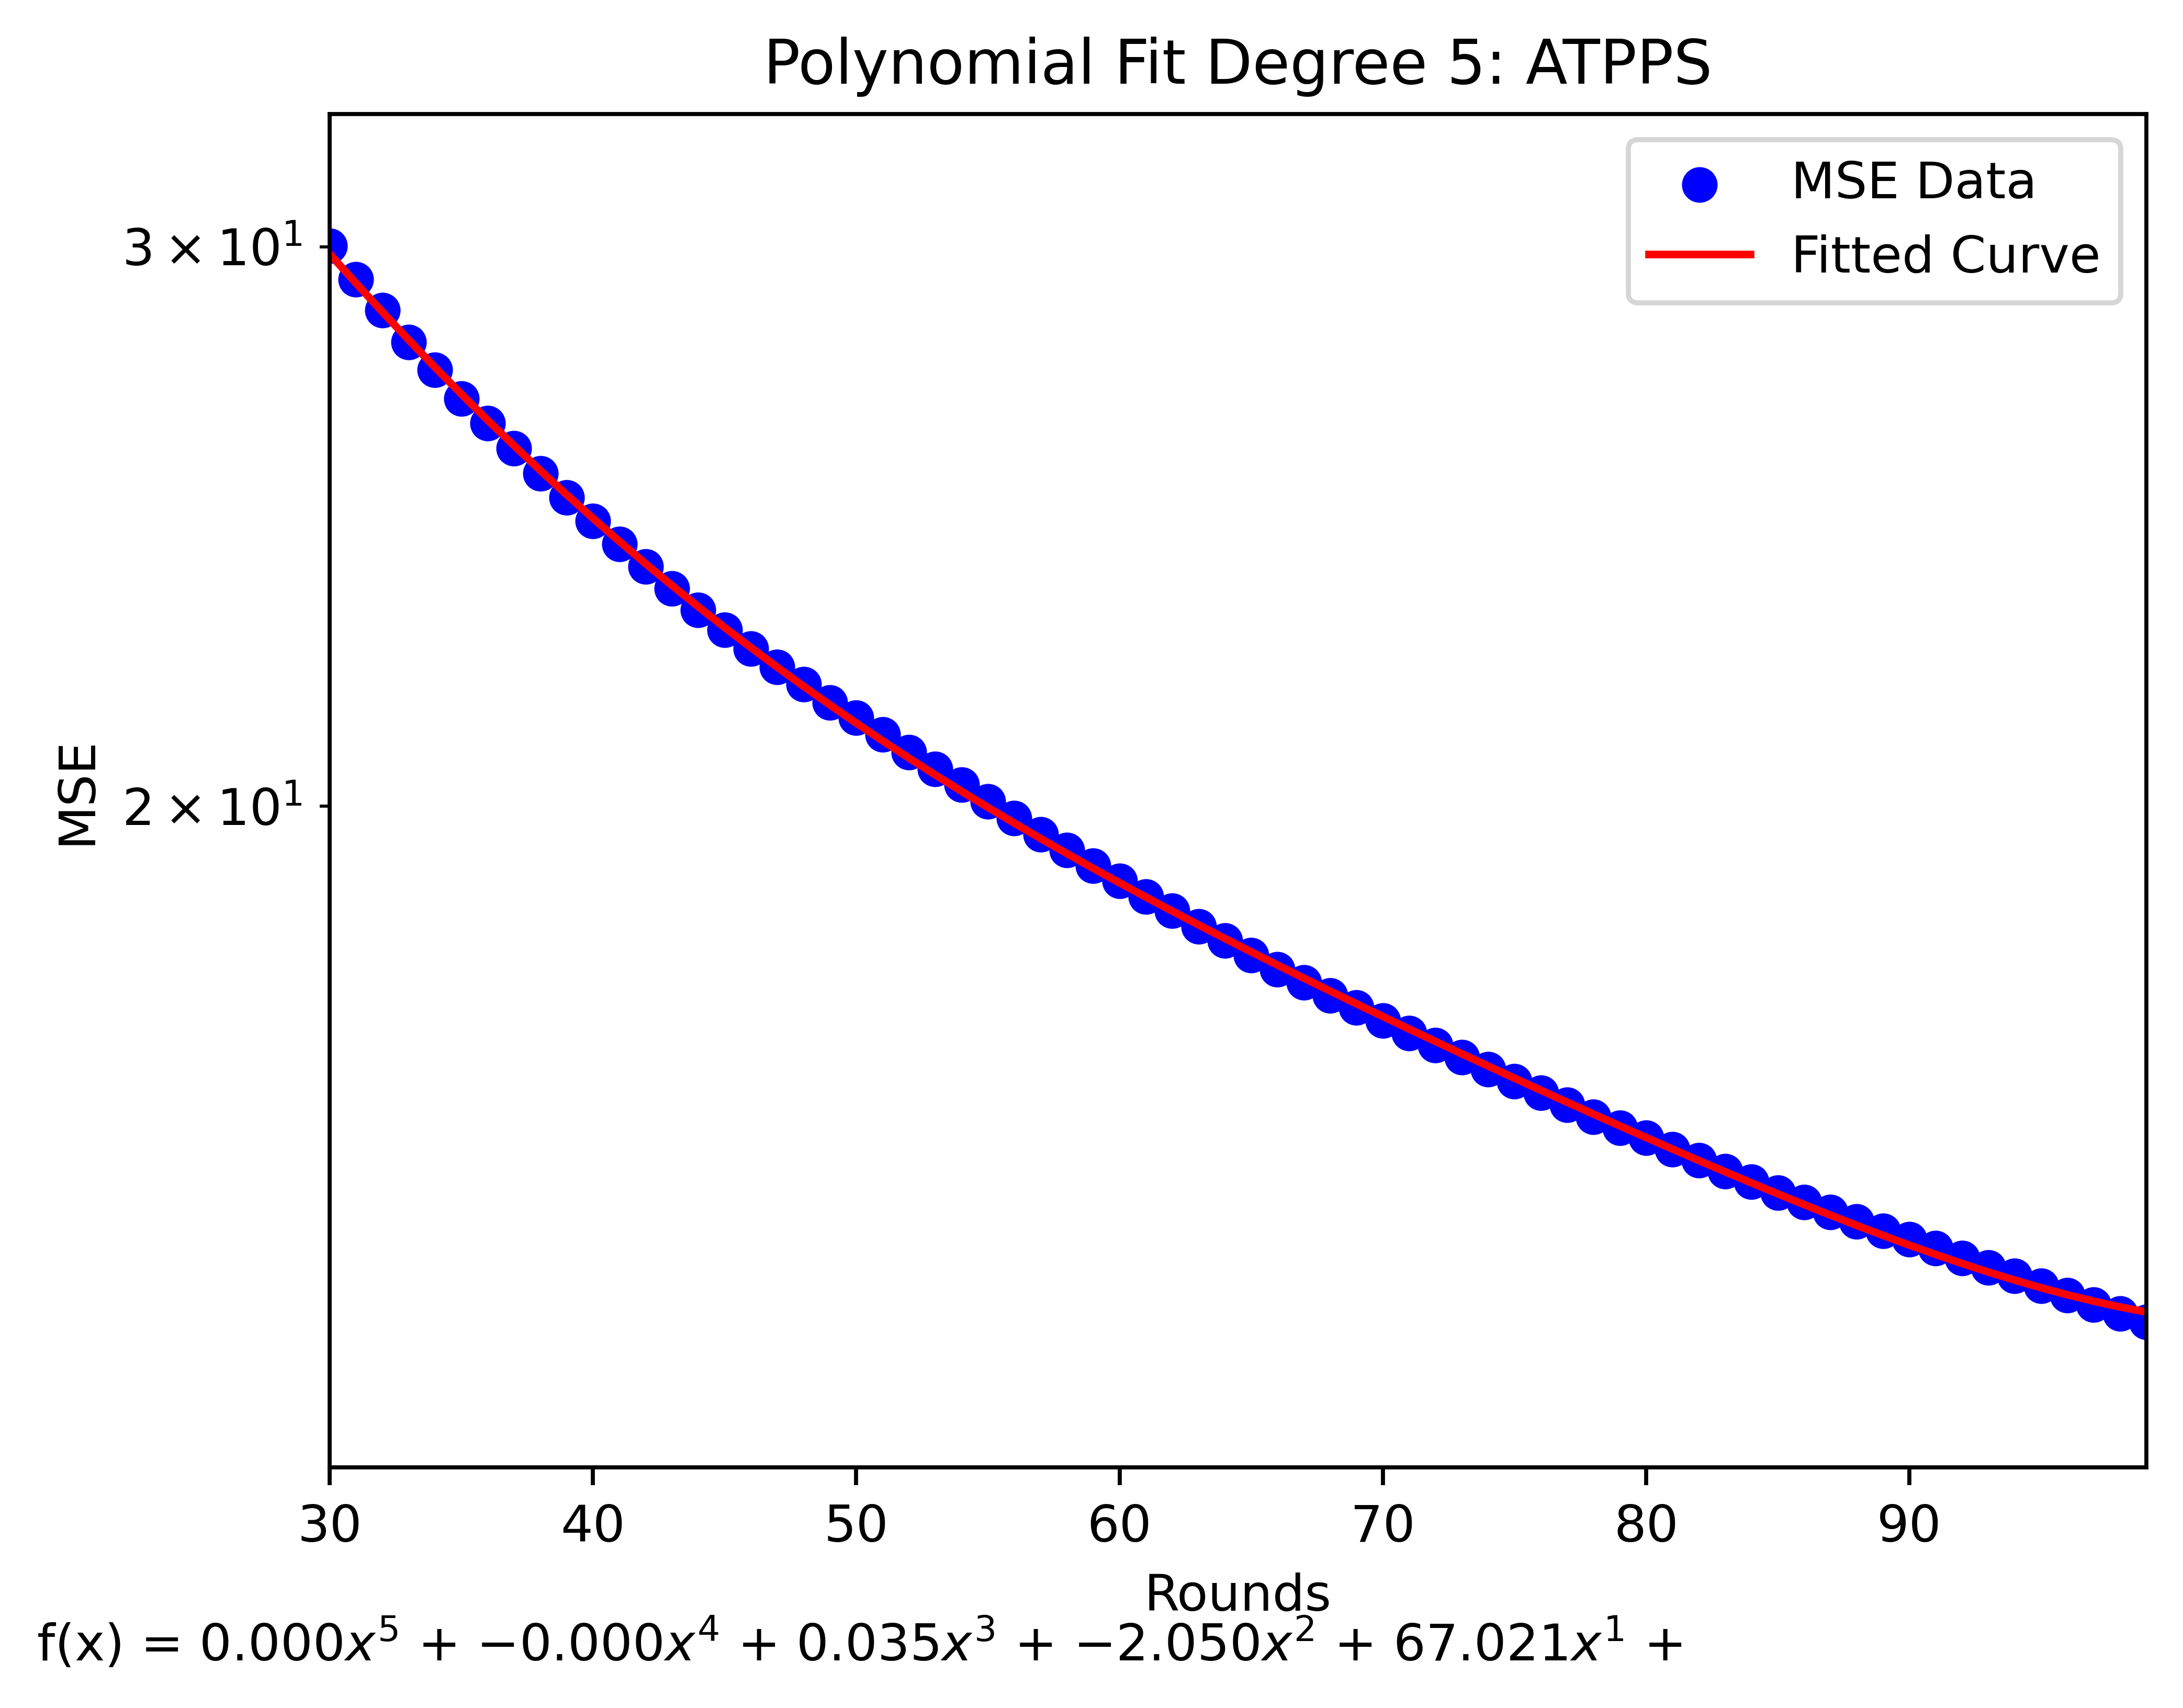 Polynomial Fit Degree 5: ATPPS
MSE Data
Fitted Curve
3 × 10¹
2 × 10¹
MSE
30 40 50 60 70 80 90
Rounds
f(x) = 0.000x⁵ + −0.000x⁴ + 0.035x³ + −2.050x² + 67.021x¹ +